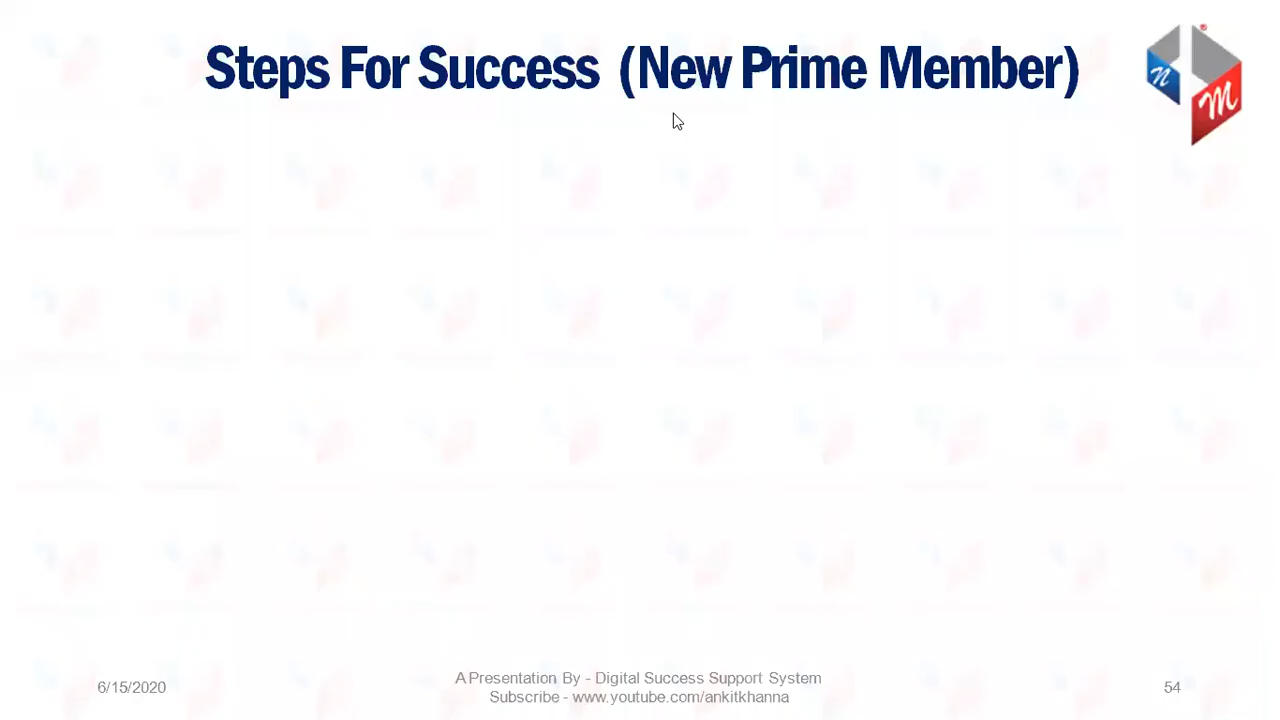 Steps For Success (New Prime Member)
n
M
6/15/2020
A Presentation By - Digital Success Support System
Subscribe - www.youtube.com/ankitkhanna
54